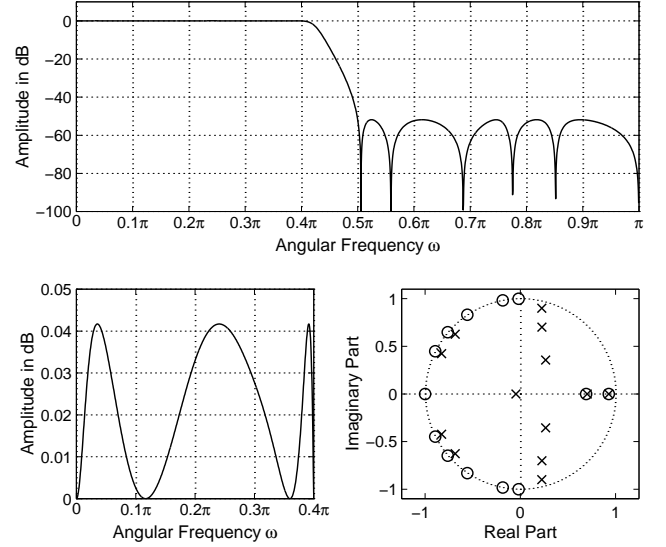 0
−20
−40
−60
−80
−100
Amplitude in dB
0 0.1π 0.2π 0.3π 0.4π 0.5π 0.6π 0.7π 0.8π 0.9π π
Angular Frequency ω
0.05
0.04
0.03
0.02
0.01
0
Amplitude in dB
0 0.1π 0.2π 0.3π 0.4π
Angular Frequency ω
1
0.5
0
−0.5
−1
Imaginary Part
−1 0 1
Real Part